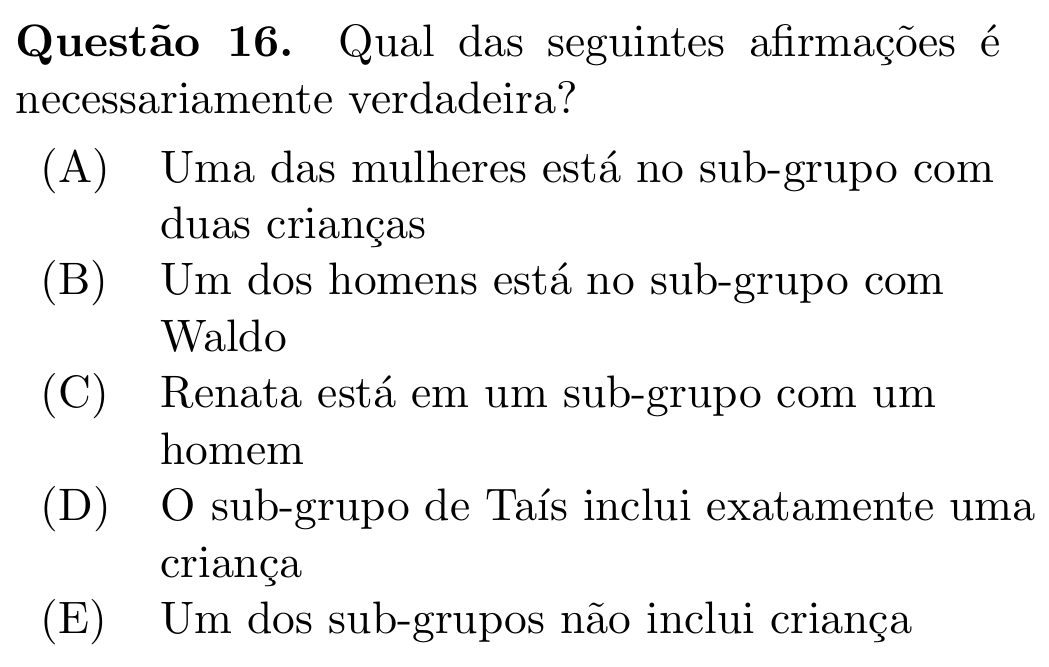 Questão 16. Qual das seguintes afirmações é
necessariamente verdadeira?
(A) Uma das mulheres está no sub-grupo com
duas crianças
(B) Um dos homens está no sub-grupo com
Waldo
(C) Renata está em um sub-grupo com um
homem
(D) O sub-grupo de Taís inclui exatamente uma
criança
(E) Um dos sub-grupos não inclui criança